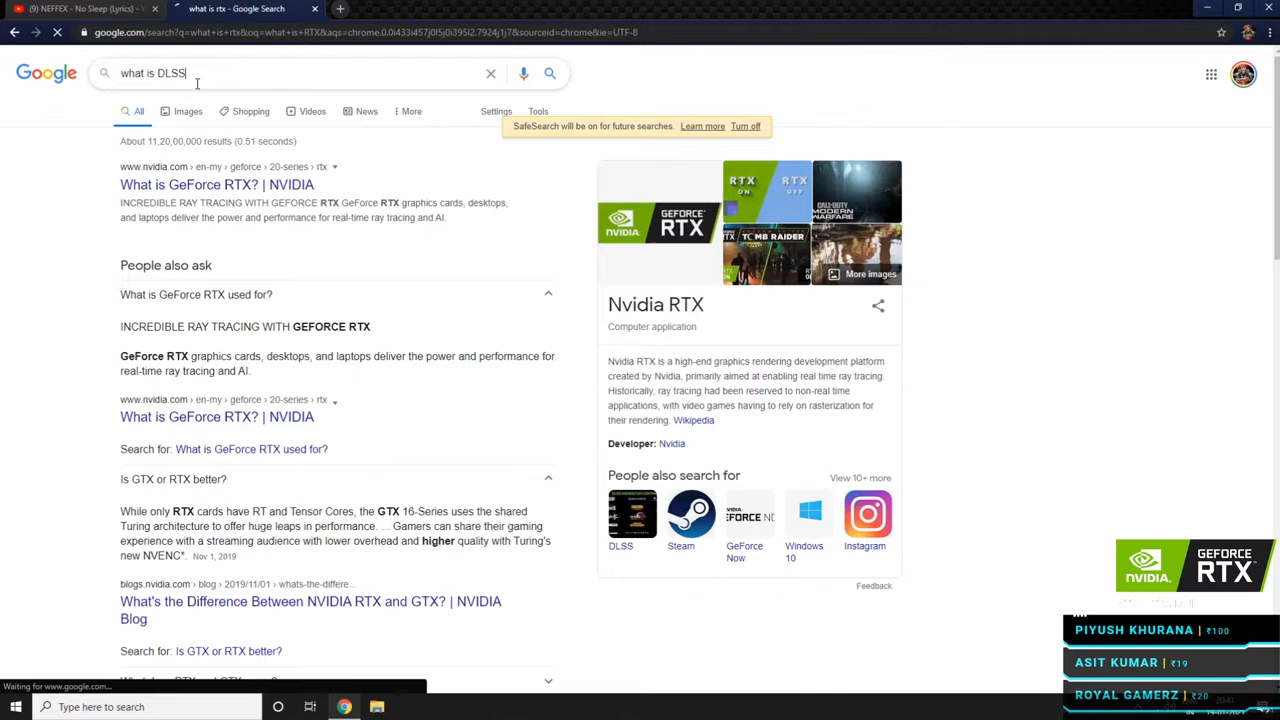 (9) NEFFEX - No Sleep (Lyrics) -
what is rtx - Google Search
google.com/search?q=what+is+rtx&oq=what+is+RTX&aqs=chrome.0.0i433i457j0l5j0i395l2.7924j1j7&sourceid=chrome&ie=UTF-8
Google
what is DLSS
All
Images
Shopping
Videos
News
More
Settings
Tools
SafeSearch will be on for future searches. Learn more Turn off
About 11,20,00,000 results (0.51 seconds)
www.nvidia.com › en-my › geforce › 20-series › rtx
What is GeForce RTX? | NVIDIA
INCREDIBLE RAY TRACING WITH GEFORCE RTX GeForce RTX graphics cards, desktops,
and laptops deliver the power and performance for real-time ray tracing and AI.
People also ask
What is GeForce RTX used for?
INCREDIBLE RAY TRACING WITH GEFORCE RTX
GeForce RTX graphics cards, desktops, and laptops deliver the power and performance for
real-time ray tracing and AI.
www.nvidia.com › en-my › geforce › 20-series › rtx
What is GeForce RTX? | NVIDIA
Search for: What is GeForce RTX used for?
Is GTX or RTX better?
While only RTX cards have RT and Tensor Cores, the GTX 16-Series uses the shared
Turing architecture to offer huge leaps in performance. ... Gamers can share their gaming
experience with a streaming audience with lower overhead and higher quality with Turing's
new NVENC*. Nov 1, 2019
blogs.nvidia.com › blog › 2019/11/01 › whats-the-differe...
What's the Difference Between NVIDIA RTX and GTX? | NVIDIA
Blog
Search for: Is GTX or RTX better?
NVIDIA
GEFORCE
RTX
RTX
ON
RTX
OFF
CALL OF DUTY
MODERN
WARFARE
TOMB RAIDER
More images
Nvidia RTX
Computer application
Nvidia RTX is a high-end graphics rendering development platform
created by Nvidia, primarily aimed at enabling real time ray tracing.
Historically, ray tracing had been reserved to non-real time
applications, with video games having to rely on rasterization for
their rendering. Wikipedia
Developer: Nvidia
People also search for
View 10+ more
DLSS
Steam
GeForce
Now
Windows
10
Instagram
Feedback
NVIDIA
GEFORCE
RTX
PIYUSH KHURANA | ₹100
ASIT KUMAR | ₹19
ROYAL GAMERZ | ₹20
Waiting for www.google.com...
Type here to search